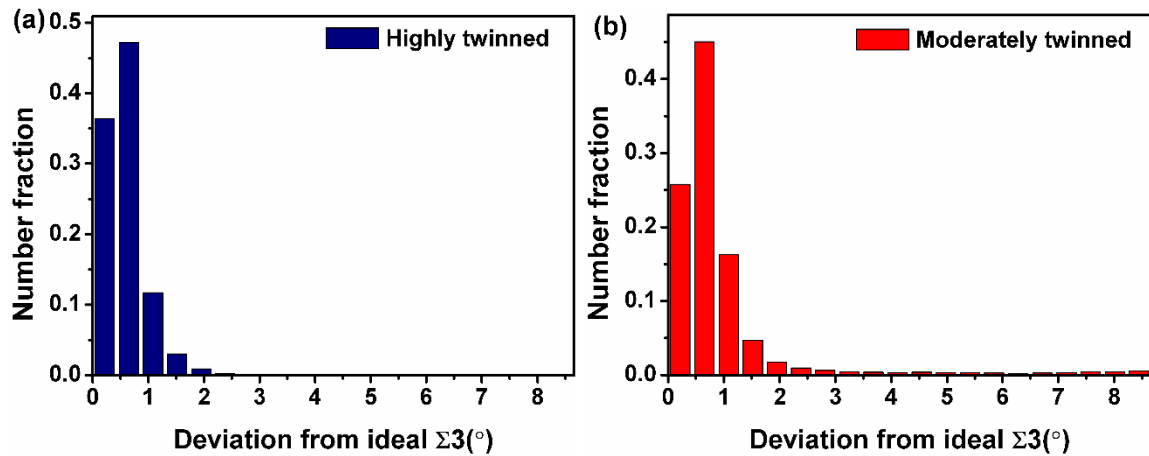 (a)
Highly twinned
Number fraction
0.5
0.4
0.3
0.2
0.1
0.0
0 1 2 3 4 5 6 7 8
Deviation from ideal Σ3(°)
(b)
Moderately twinned
Number fraction
0.4
0.3
0.2
0.1
0.0
0 1 2 3 4 5 6 7 8
Deviation from ideal Σ3(°)